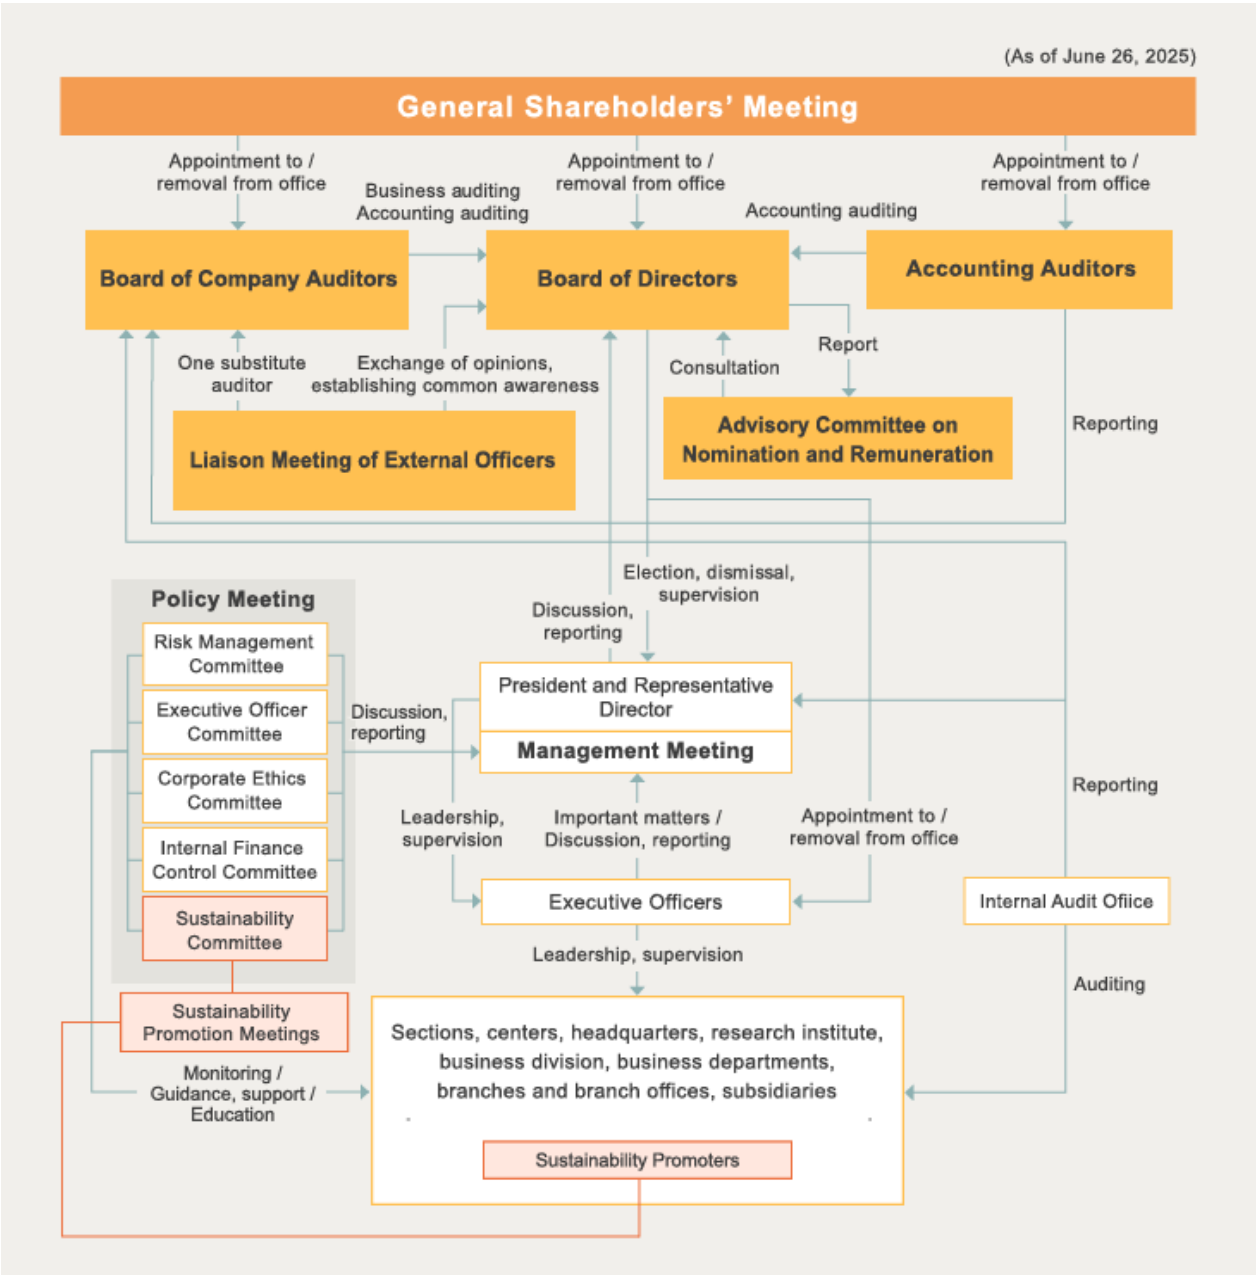 (As of June 26, 2025)
General Shareholders' Meeting
Appointment to /
removal from office
Appointment to /
removal from office
Appointment to /
removal from office
Business auditing
Accounting auditing
Accounting auditing
Board of Company Auditors
Board of Directors
Accounting Auditors
One substitute
auditor
Exchange of opinions,
establishing common awareness
Consultation
Report
Liaison Meeting of External Officers
Advisory Committee on
Nomination and Remuneration
Reporting
Election, dismissal,
supervision
Discussion,
reporting
Policy Meeting
Risk Management
Committee
Executive Officer
Committee
Corporate Ethics
Committee
Internal Finance
Control Committee
Sustainability
Committee
Discussion,
reporting
President and Representative
Director
Management Meeting
Leadership,
supervision
Important matters /
Discussion, reporting
Appointment to /
removal from office
Reporting
Executive Officers
Internal Audit Ofiice
Leadership, supervision
Auditing
Sustainability
Promotion Meetings
Monitoring /
Guidance, support /
Education
Sections, centers, headquarters, research institute,
business division, business departments,
branches and branch offices, subsidiaries
Sustainability Promoters